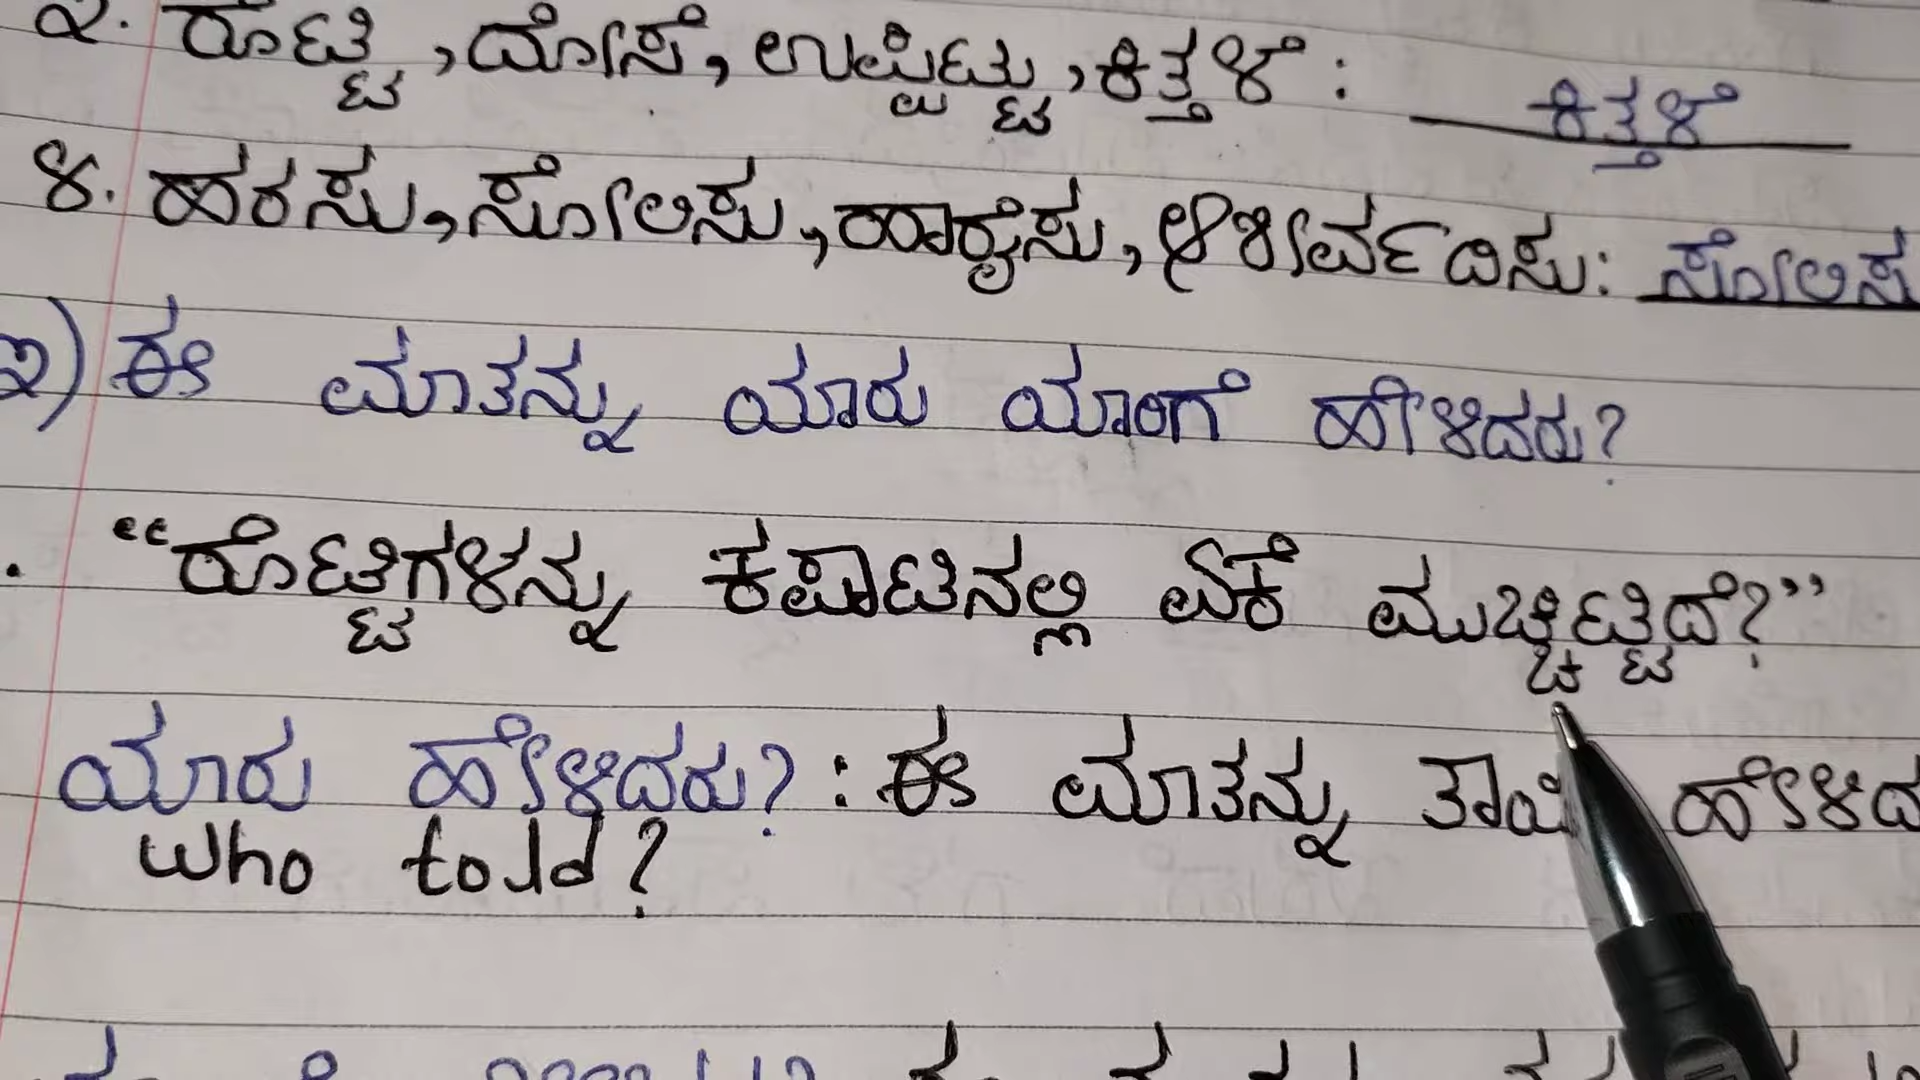 ೩. ರೊಟ್ಟಿ, ದೋಸೆ, ಉಪ್ಪಿಟ್ಟು, ಕಿತ್ತಳೆ : ಕಿತ್ತಳೆ
೪. ಹರಸು, ಸೋಲಿಸು, ಹಾರೈಸು, ಆಶೀರ್ವದಿಸು: ಸೋಲಿಸು
೨) ಈ ಮಾತನ್ನು ಯಾರು ಯಾರಿಗೆ ಹೇಳಿದರು?
. “ರೊಟ್ಟಿಗಳನ್ನು ಕಪಾಟಿನಲ್ಲಿ ಏಕೆ ಮುಚ್ಚಿಟ್ಟಿದೆ?”
ಯಾರು ಹೇಳಿದರು? : ಈ ಮಾತನ್ನು ತಾಯಿ ಹೇಳಿದ
who told?